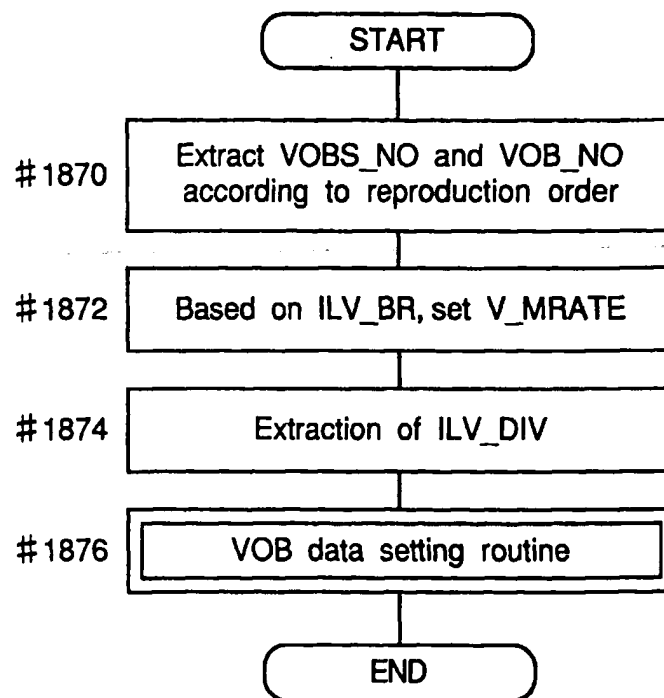 START
#1870
Extract VOBS_NO and VOB_NO
according to reproduction order
#1872
Based on ILV_BR, set V_MRATE
#1874
Extraction of ILV_DIV
#1876
VOB data setting routine
END